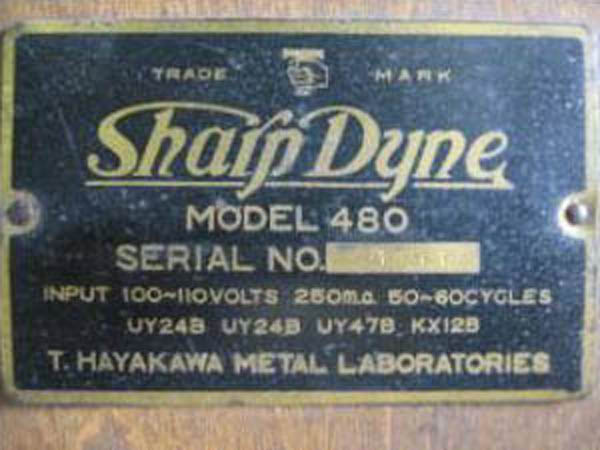 TRADE MARK
Sharp Dyne
MODEL 480
SERIAL NO.
INPUT 100~110VOLTS 250m.a. 50~60CYCLES
UY24B UY24B UY47B KX12B
T. HAYAKAWA METAL LABORATORIES